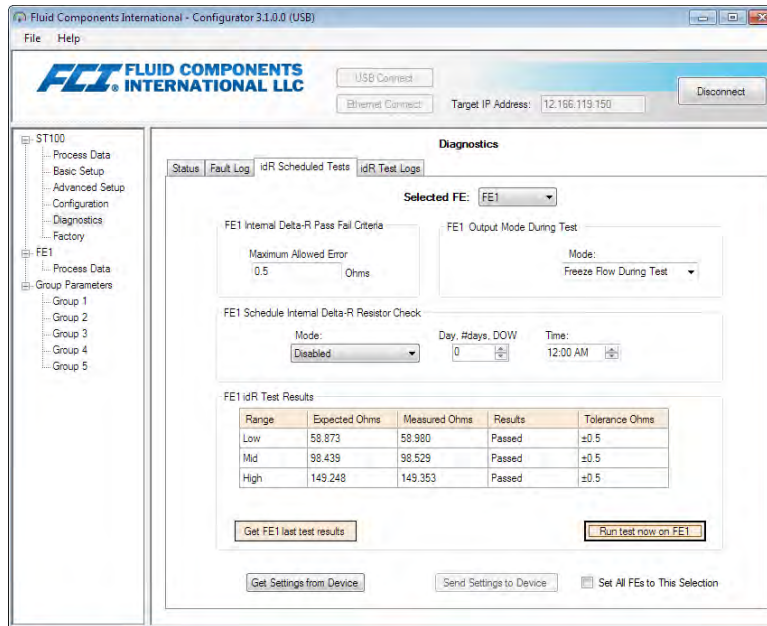 Fluid Components International - Configurator 3.1.0.0 (USB)
File Help
FCI FLUID COMPONENTS
INTERNATIONAL LLC
USB Connect
Ethernet Connect
Target IP Address: 12.166.119.150
Disconnect
ST100
Process Data
Basic Setup
Advanced Setup
Configuration
Diagnostics
Factory
FE1
Process Data
Group Parameters
Group 1
Group 2
Group 3
Group 4
Group 5
Diagnostics
Status Fault Log idR Scheduled Tests idR Test Logs
Selected FE: FE1
FE1 Internal Delta-R Pass Fail Criteria
Maximum Allowed Error
0.5 Ohms
FE1 Output Mode During Test
Mode:
Freeze Flow During Test
FE1 Schedule Internal Delta-R Resistor Check
Mode: Day, #days, DOW Time:
Disabled 0 12:00 AM
FE1 idR Test Results
Range Expected Ohms Measured Ohms Results Tolerance Ohms
Low 58.873 58.980 Passed ±0.5
Mid 98.439 98.529 Passed ±0.5
High 149.248 149.353 Passed ±0.5
Get FE1 last test results Run test now on FE1
Get Settings from Device Send Settings to Device Set All FEs to This Selection